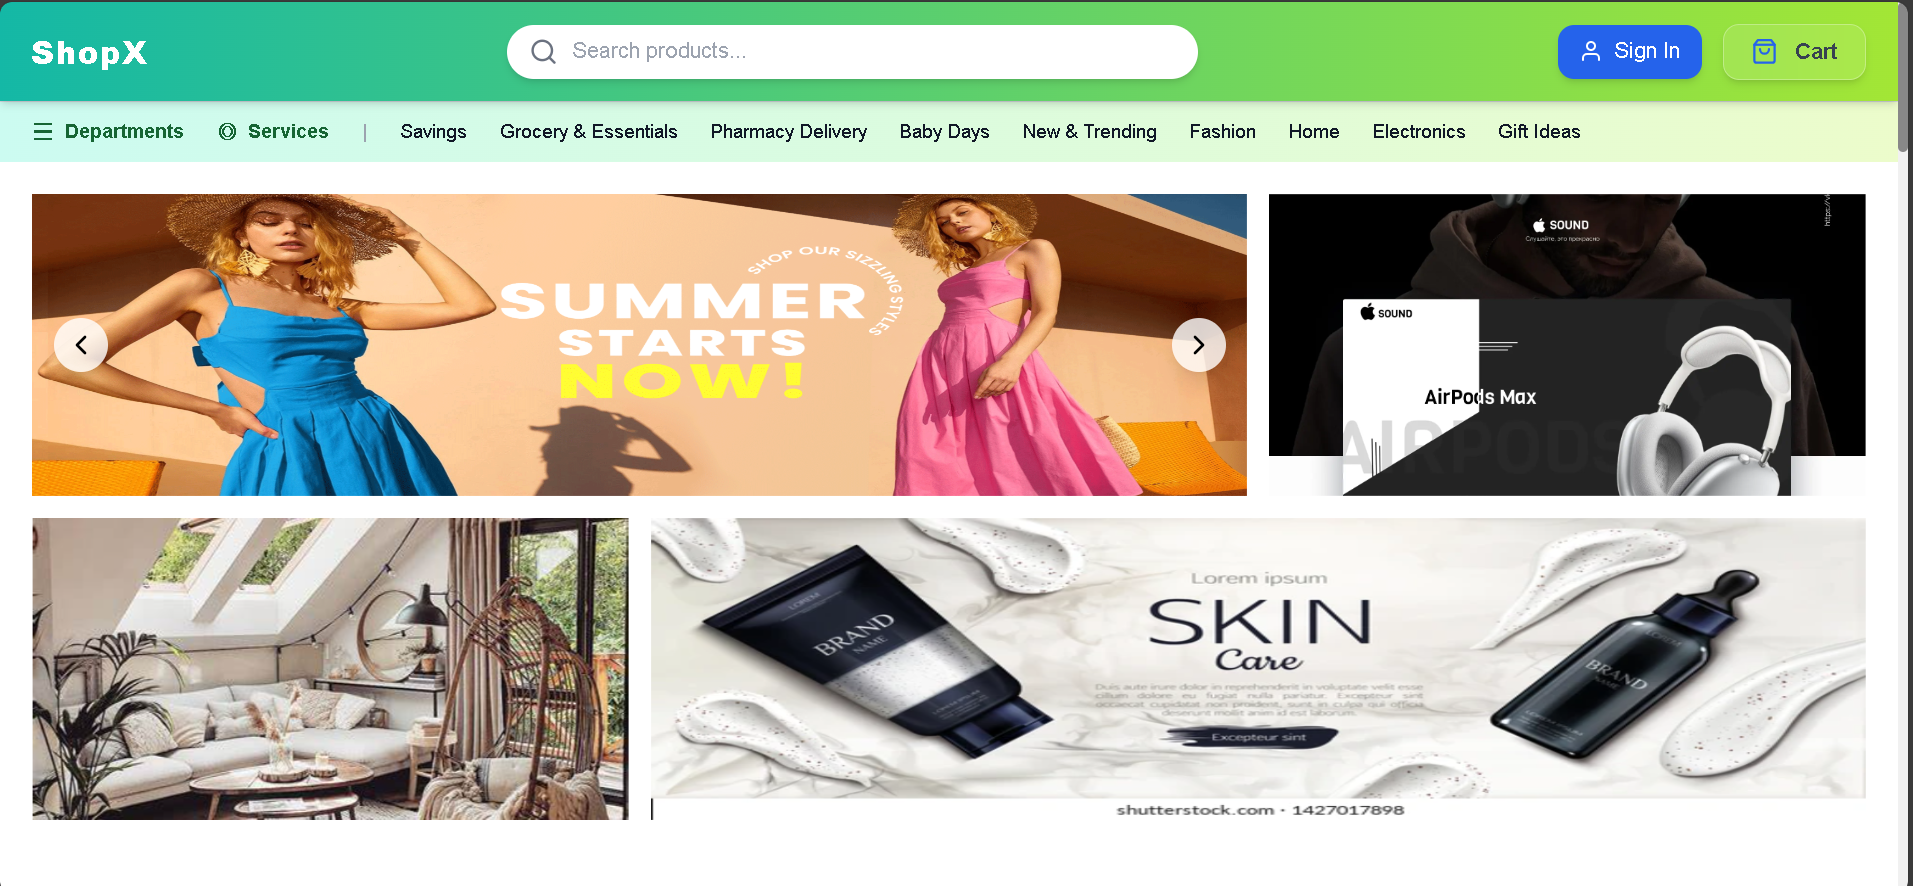 ShopX
Search products...
Sign In
Cart
Departments
Services
|
Savings
Grocery & Essentials
Pharmacy Delivery
Baby Days
New & Trending
Fashion
Home
Electronics
Gift Ideas
SHOP OUR SIZZLING STYLES
SUMMER
STARTS
NOW!
SOUND
Слушайте, это прекрасно
SOUND
AirPods Max
AIRPODS
Lorem ipsum
SKIN
Care
Duis aute irure dolor in reprehenderit in voluptate velit esse
cillum dolore eu fugiat nulla pariatur. Excepteur sint
occaecat cupidatat non proident, sunt in culpa qui officia
deserunt mollit anim id est laborum.
Excepteur sint
LOREM
BRAND
NAME
BRAND
NAME
shutterstock.com · 1427017898